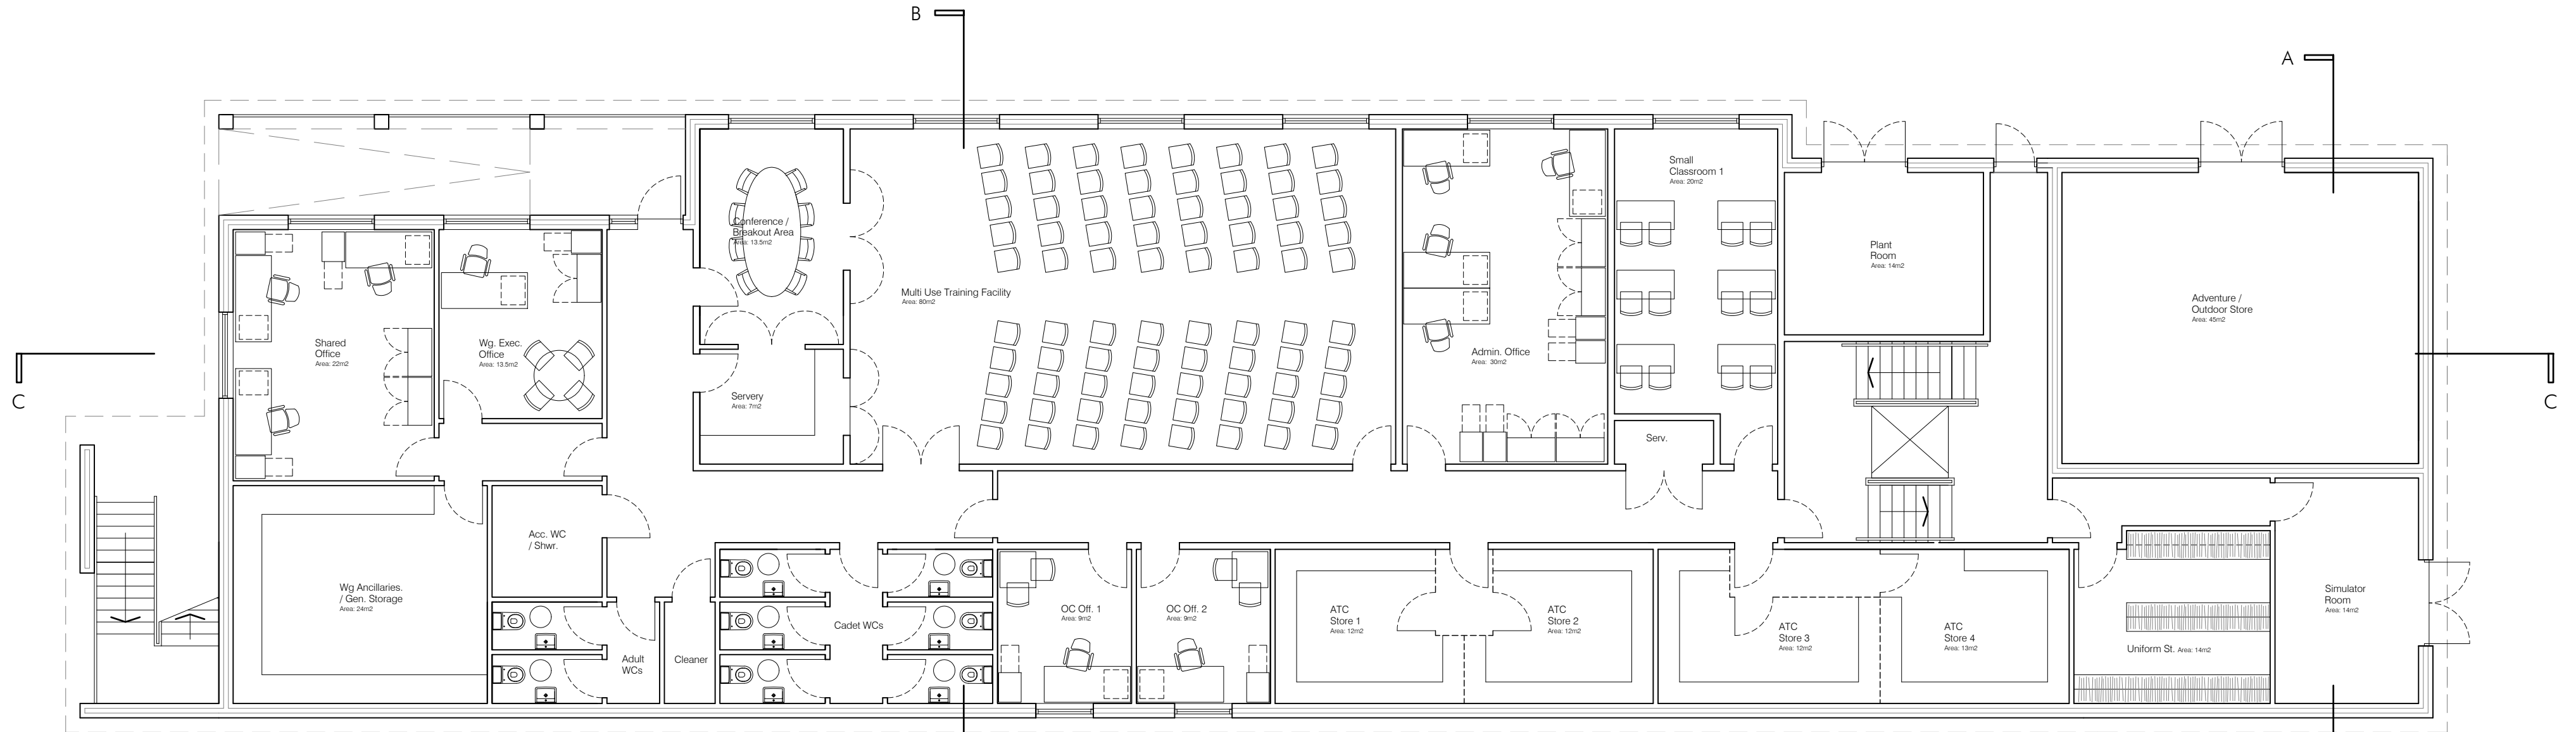 B
A
Small
Classroom 1
Area: 20m2
Conference /
Breakout Area
Area: 13.5m2
Plant
Room
Area: 14m2
Multi Use Training Facility
Area: 80m2
Adventure /
Outdoor Store
Area: 45m2
Shared
Office
Area: 22m2
Wg. Exec.
Office
Area: 13.5m2
Admin. Office
Area: 30m2
C
C
Servery
Area: 7m2
Serv.
Acc. WC
/ Shwr.
Wg Ancillaries.
/ Gen. Storage
Area: 24m2
Simulator
Room
Area: 14m2
OC Off. 1
Area: 9m2
OC Off. 2
Area: 9m2
ATC
Store 1
Area: 12m2
ATC
Store 2
Area: 12m2
Cadet WCs
ATC
Store 3
Area: 12m2
ATC
Store 4
Area: 13m2
Uniform St. Area: 14m2
Adult
WCs
Cleaner